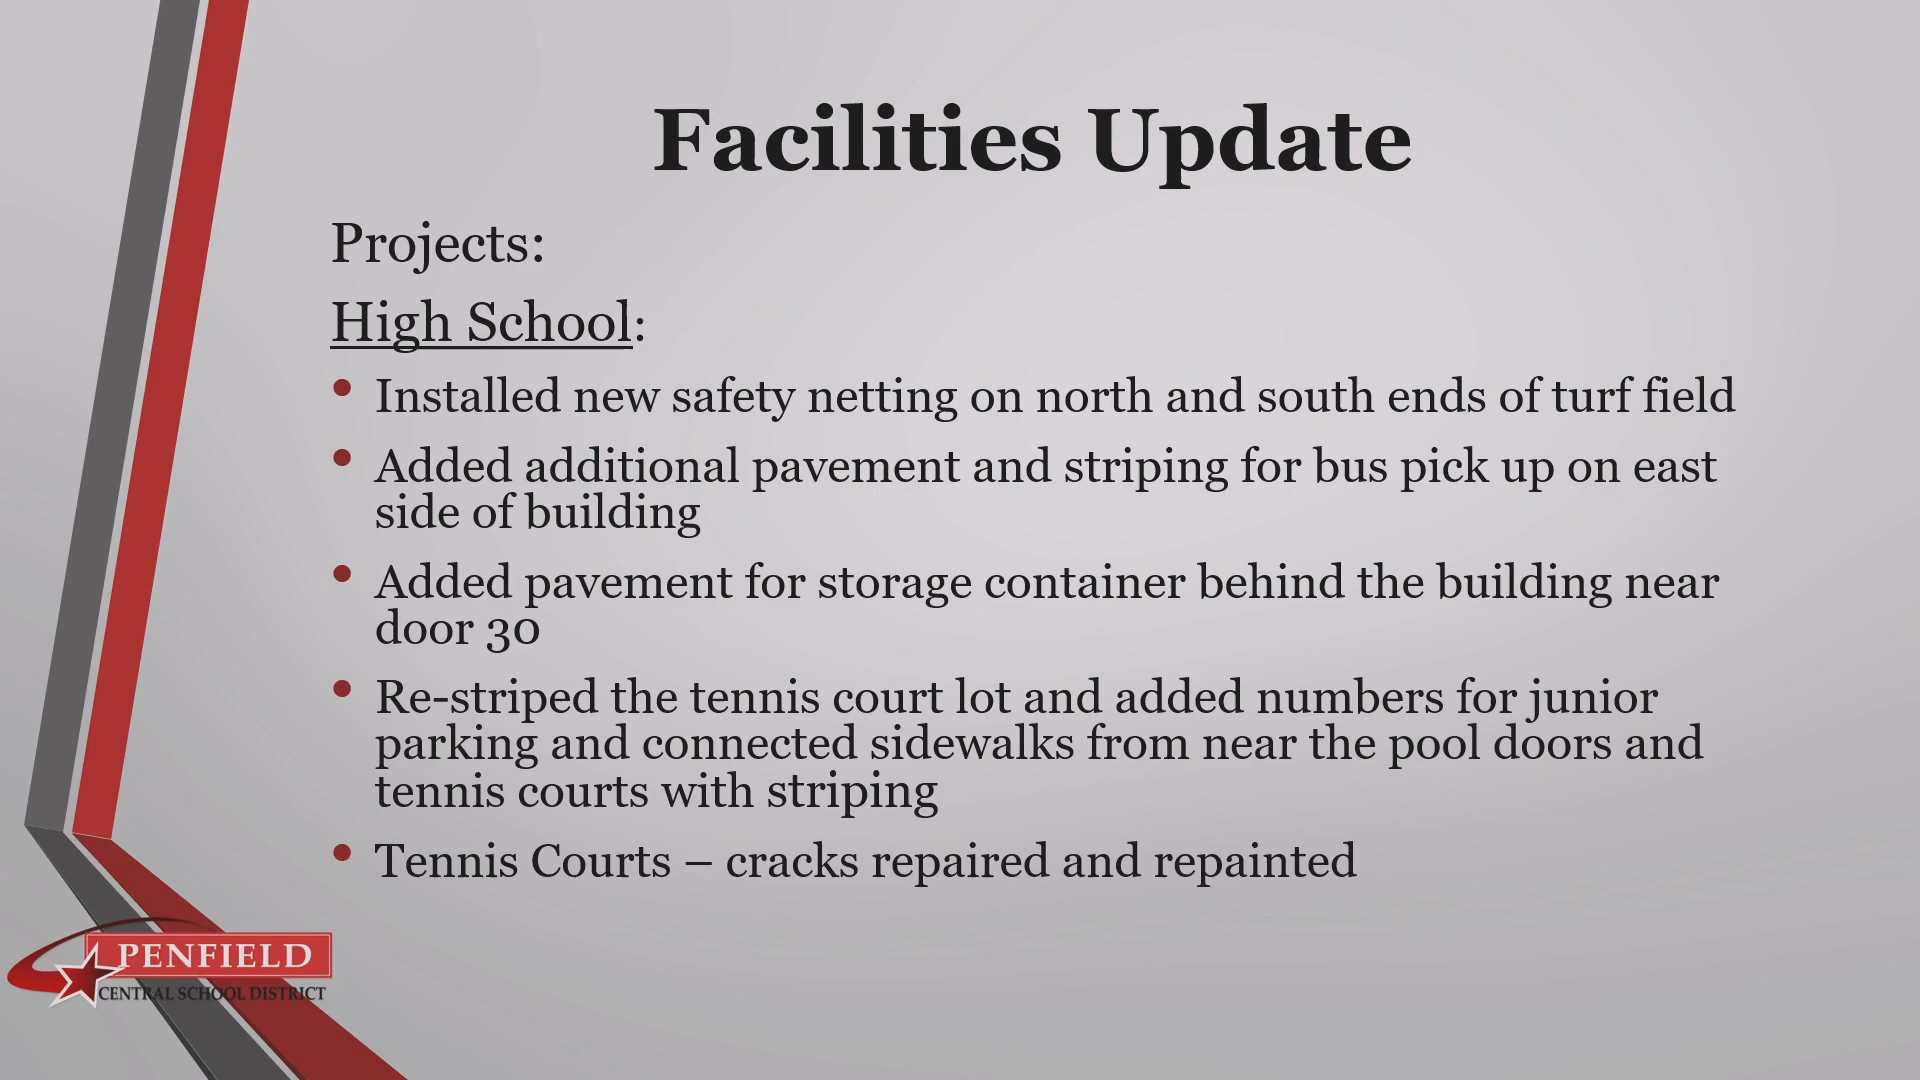 Facilities Update
Projects:
High School:
• Installed new safety netting on north and south ends of turf field
• Added additional pavement and striping for bus pick up on east
side of building
• Added pavement for storage container behind the building near
door 30
• Re-striped the tennis court lot and added numbers for junior
parking and connected sidewalks from near the pool doors and
tennis courts with striping
• Tennis Courts – cracks repaired and repainted
PENFIELD
CENTRAL SCHOOL DISTRICT